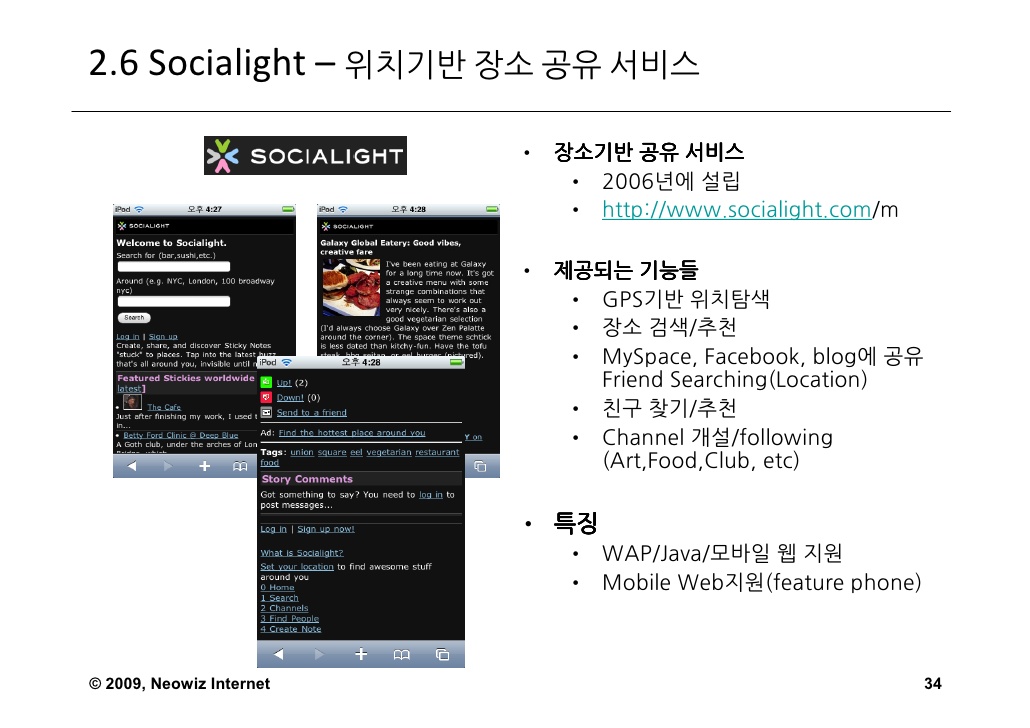 2.6 Socialight – 위치기반 장소 공유 서비스
SOCIALIGHT
iPod 오후 4:27
SOCIALIGHT
Welcome to Socialight.
Search for (bar,sushi,etc.)
Around (e.g. NYC, London, 100 broadway
nyc)
Search
Log in | Sign up
Create, share, and discover Sticky Notes
"stuck" to places. Tap into the latest buzz
that's all around you, invisible until
Featured Stickies worldwide
latest]
The Cafe
Just after finishing my work, I used
in...
Betty Ford Clinic @ Deep Blue
A Goth club, under the arches of
iPod 오후 4:28
SOCIALIGHT
Galaxy Global Eatery: Good vibes,
creative fare
I've been eating at Galaxy
for a long time now. It's got
a creative menu with some
strange combinations that
always seem to work out
very nicely. There's also a
good vegetarian selection
(I'd always choose Galaxy over Zen Palatte
around the corner). The space theme schtick
is less dated than kitchy-fun. Have the tofu
steak, bbq seitan, or eel burger (pictured).
Y on
iPod 오후 4:28
Up! (2)
Down! (0)
Send to a friend
Ad: Find the hottest place around you
Tags: union square eel vegetarian restaurant
food
Story Comments
Got something to say? You need to log in to
post messages...
Log in | Sign up now!
What is Socialight?
Set your location to find awesome stuff
around you
0 Home
1 Search
2 Channels
3 Find People
4 Create Note
• 장소기반 공유 서비스
• 2006년에 설립
• http://www.socialight.com/m
• 제공되는 기능들
• GPS기반 위치탐색
• 장소 검색/추천
• MySpace, Facebook, blog에 공유
Friend Searching(Location)
• 친구 찾기/추천
• Channel 개설/following
(Art,Food,Club, etc)
• 특징
• WAP/Java/모바일 웹 지원
• Mobile Web지원(feature phone)
© 2009, Neowiz Internet
34